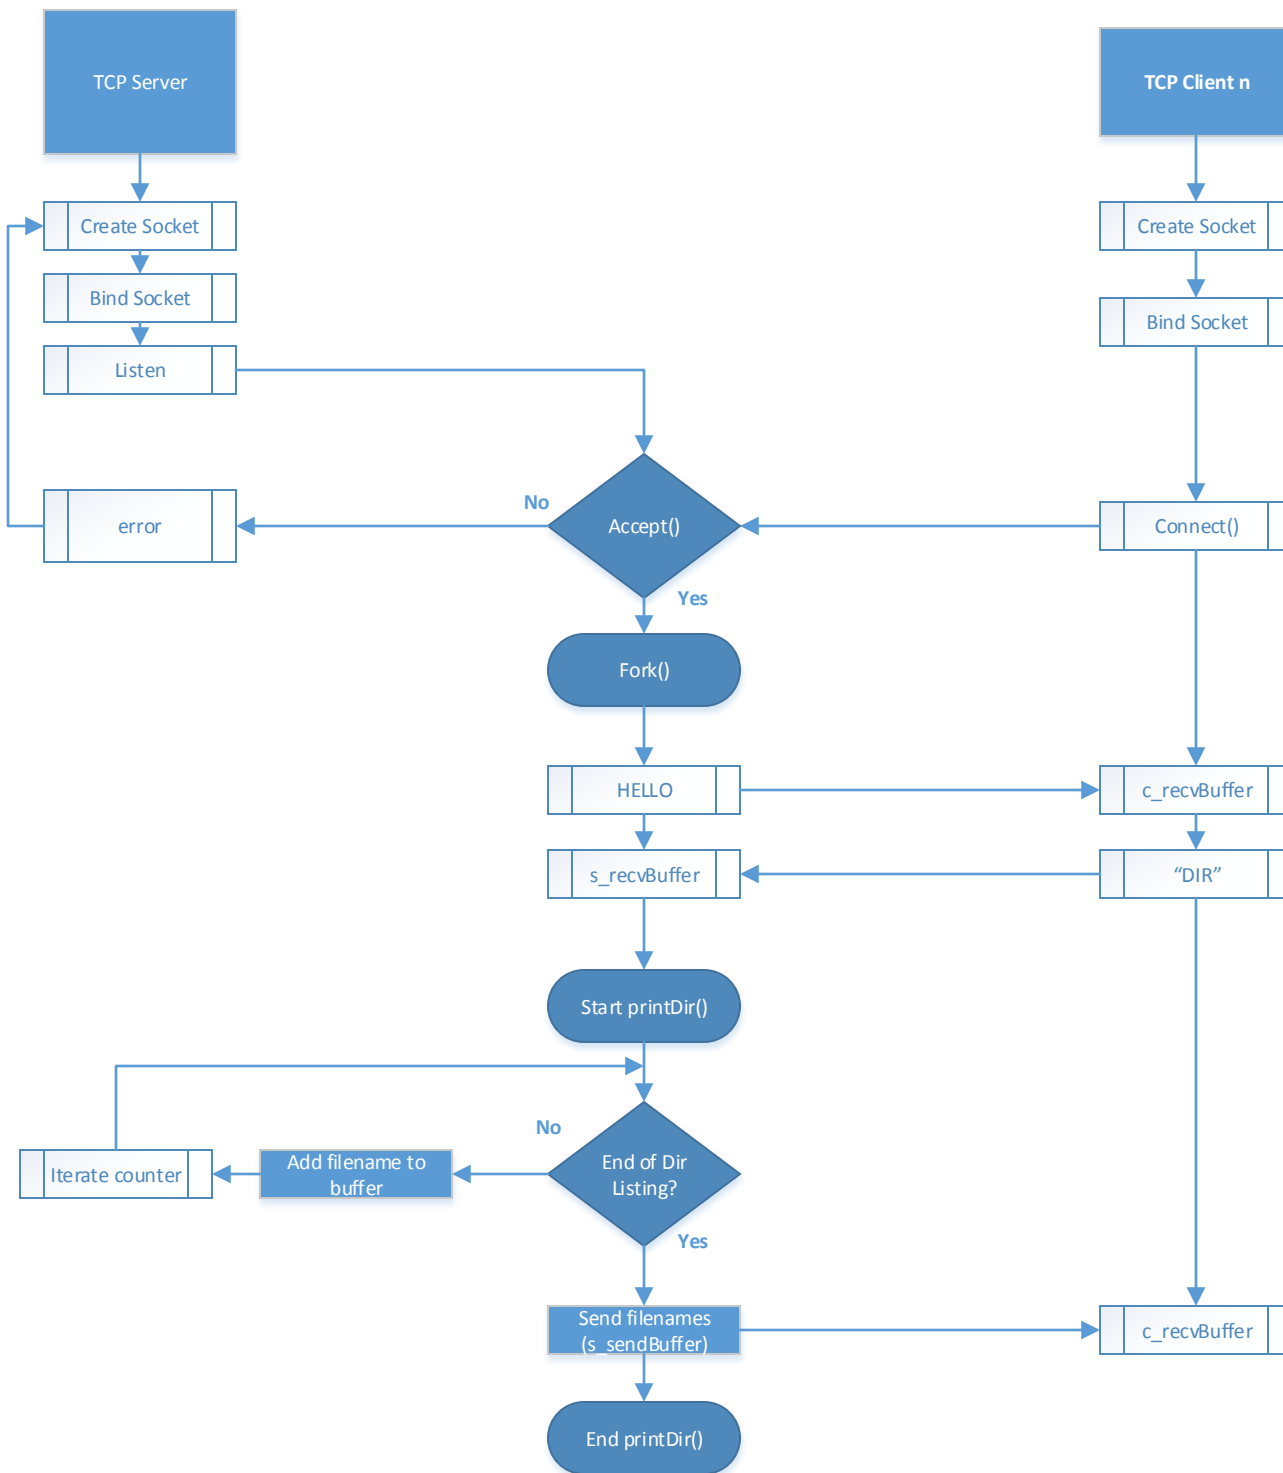 TCP Server
TCP Client n
Create Socket
Create Socket
Bind Socket
Bind Socket
Listen
No
error
Accept()
Connect()
Yes
Fork()
HELLO
c_recvBuffer
s_recvBuffer
“DIR”
Start printDir()
No
Iterate counter
Add filename to
buffer
End of Dir
Listing?
Yes
Send filenames
(s_sendBuffer)
c_recvBuffer
End printDir()